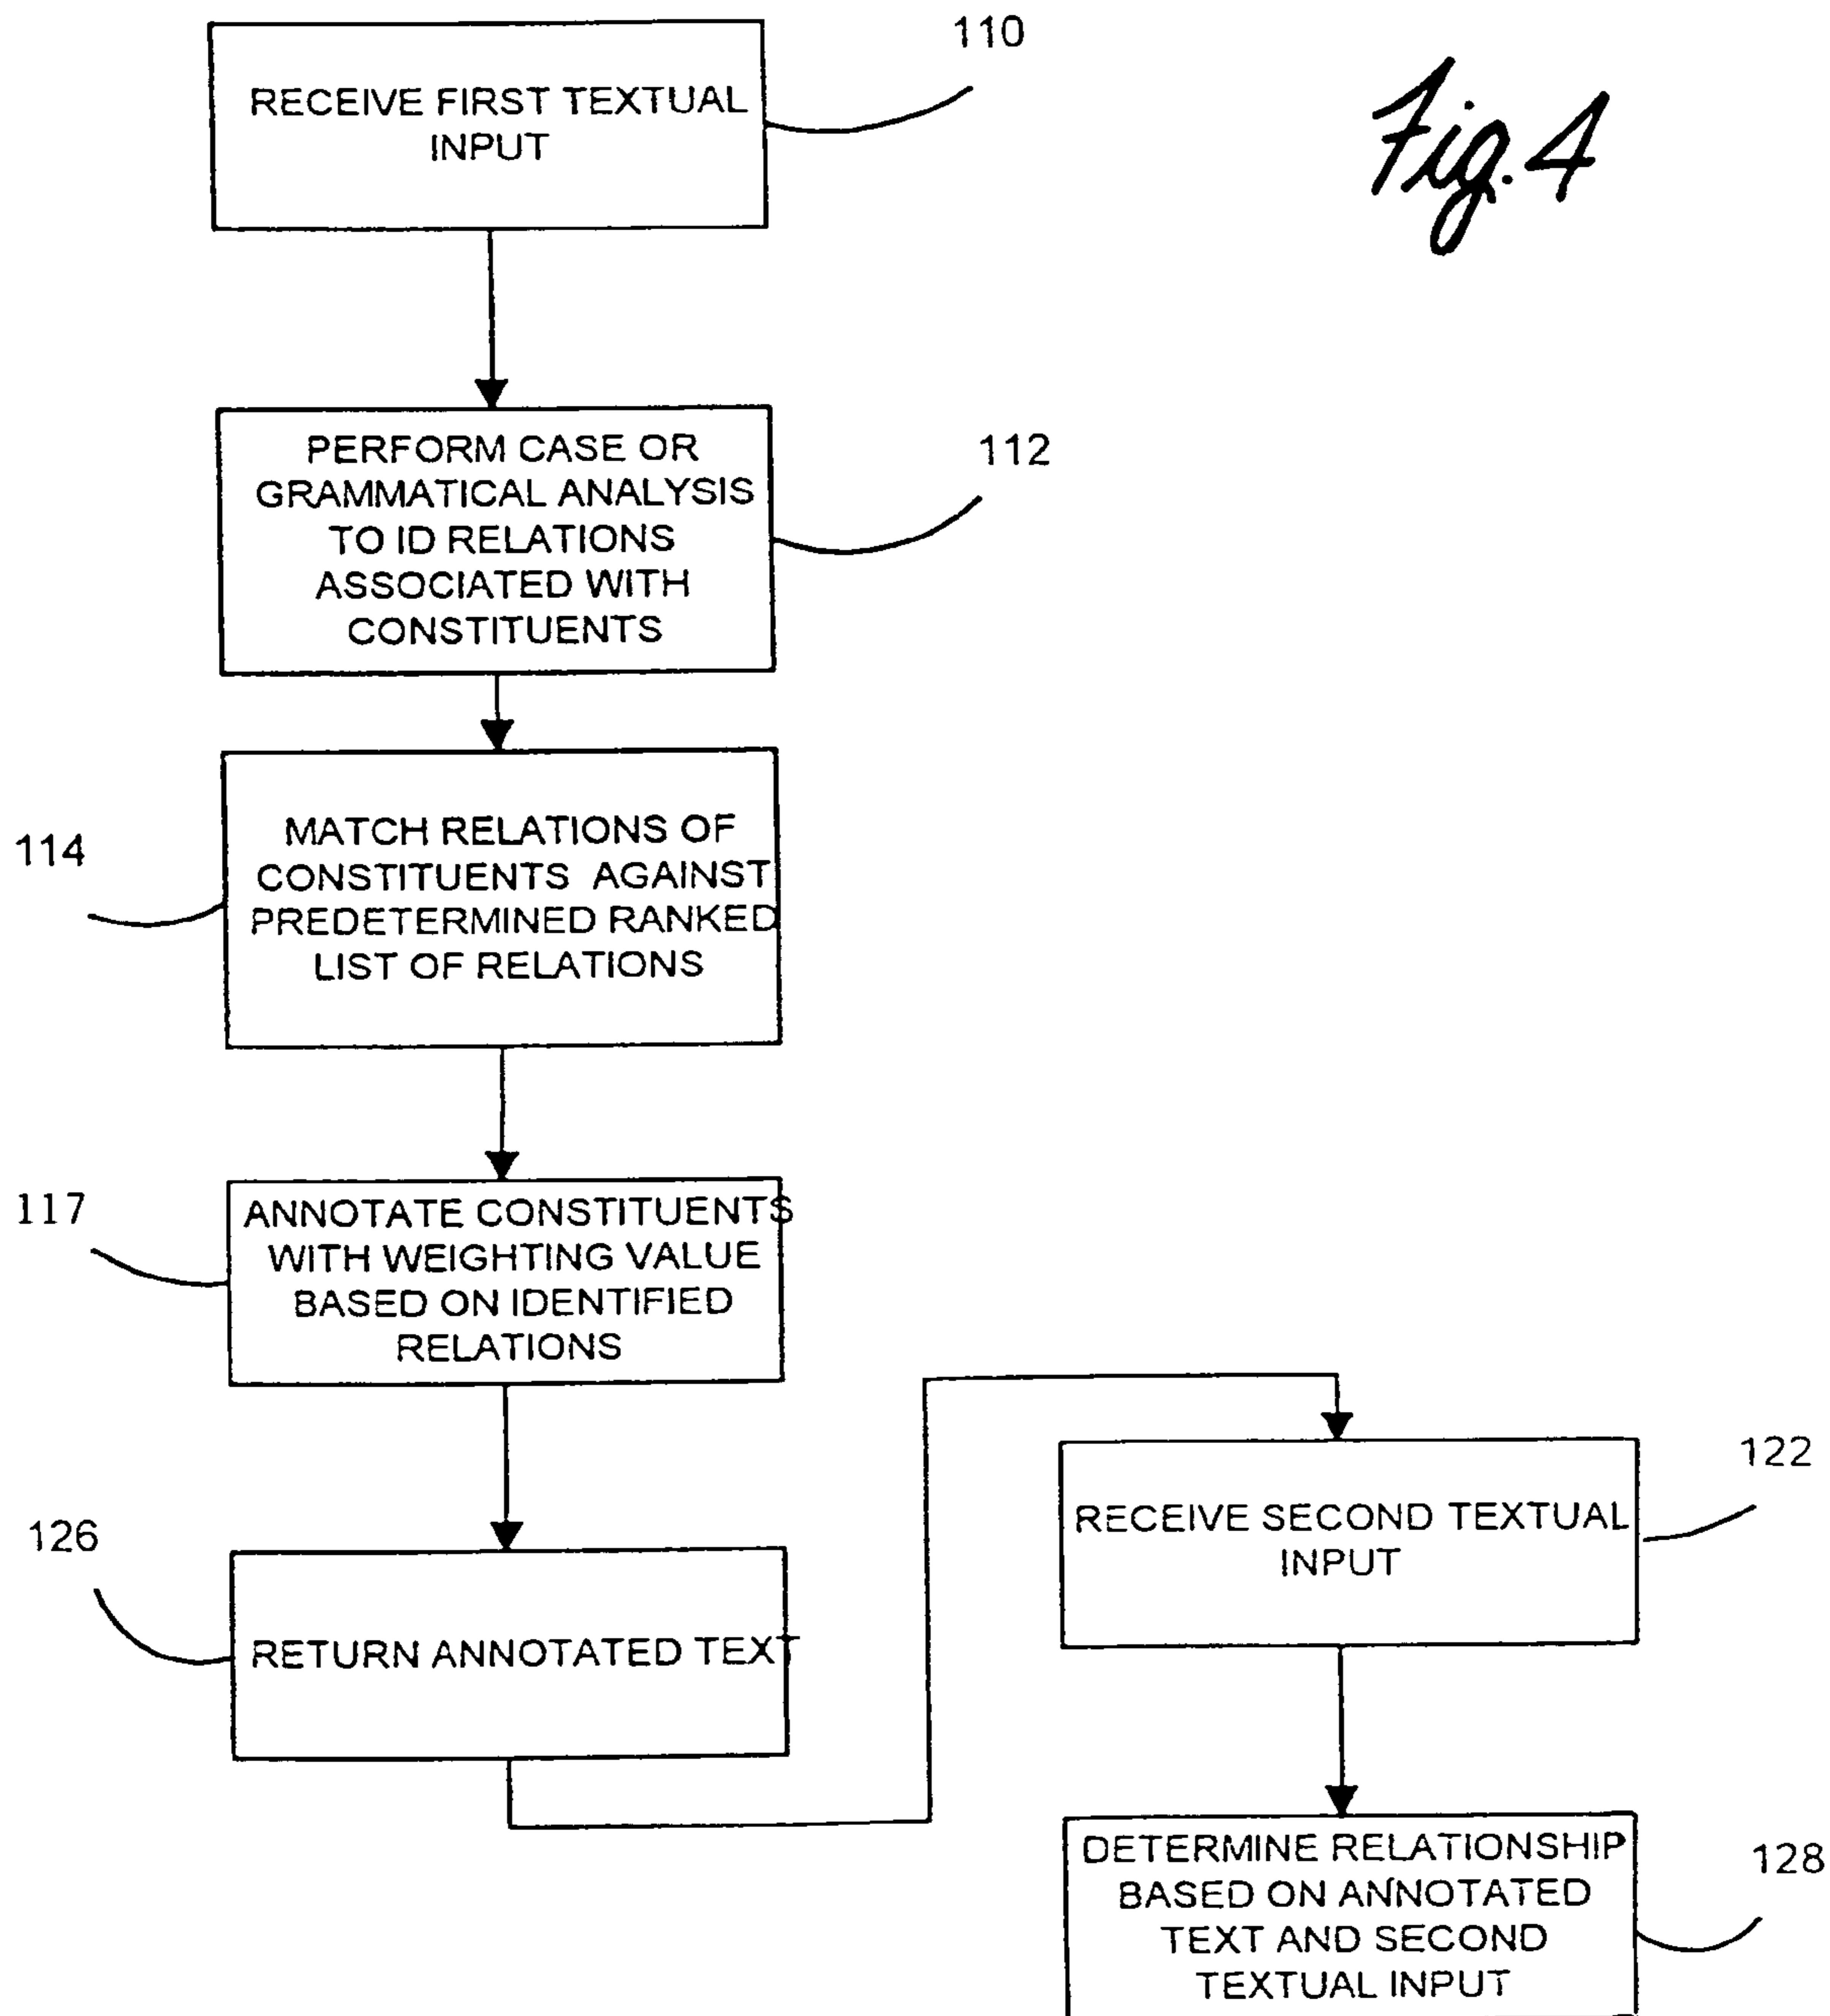 110
Fig. 4
RECEIVE FIRST TEXTUAL
INPUT
112
PERFORM CASE OR
GRAMMATICAL ANALYSIS
TO ID RELATIONS
ASSOCIATED WITH
CONSTITUENTS
114
MATCH RELATIONS OF
CONSTITUENTS AGAINST
PREDETERMINED RANKED
LIST OF RELATIONS
117
ANNOTATE CONSTITUENTS
WITH WEIGHTING VALUE
BASED ON IDENTIFIED
RELATIONS
126
RETURN ANNOTATED TEXT
122
RECEIVE SECOND TEXTUAL
INPUT
128
DETERMINE RELATIONSHIP
BASED ON ANNOTATED
TEXT AND SECOND
TEXTUAL INPUT